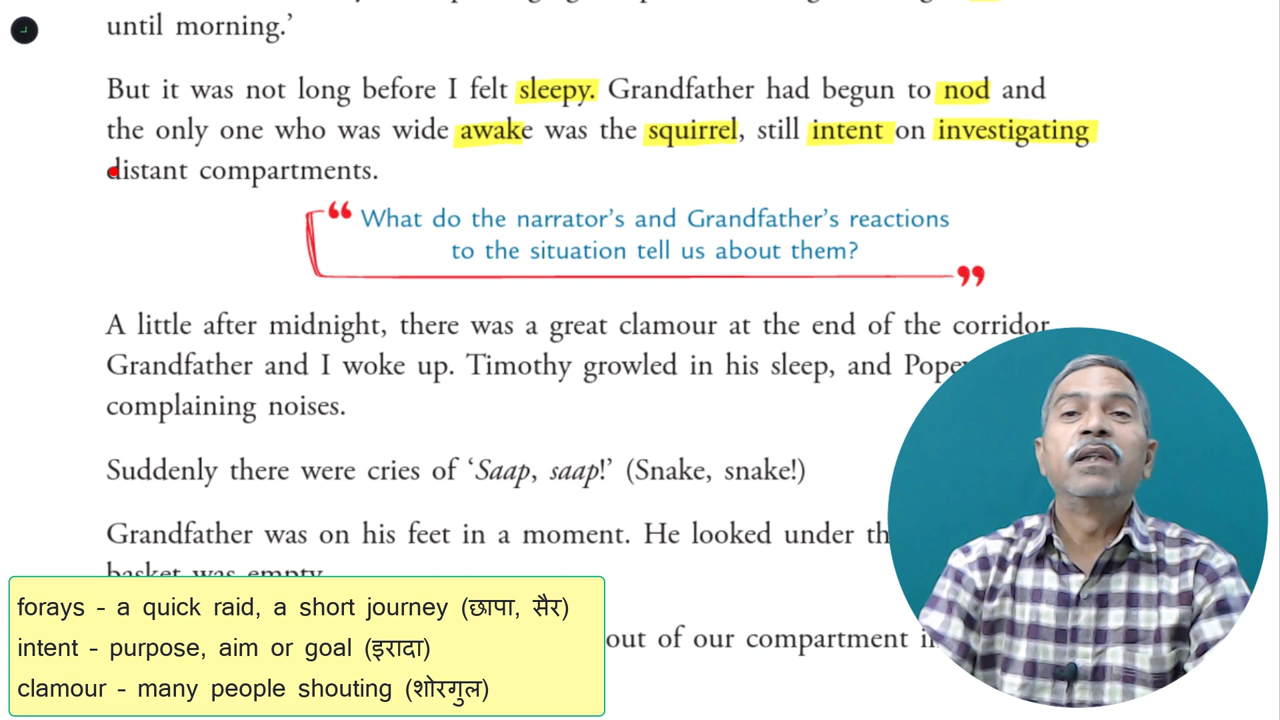 until morning.’
But it was not long before I felt sleepy. Grandfather had begun to nod and
the only one who was wide awake was the squirrel, still intent on investigating
distant compartments.
“ What do the narrator’s and Grandfather’s reactions
to the situation tell us about them? ”
A little after midnight, there was a great clamour at the end of the corridor
Grandfather and I woke up. Timothy growled in his sleep, and
complaining noises.
Suddenly there were cries of ‘Saap, saap!’ (Snake, snake!)
Grandfather was on his feet in a moment. He looked under
basket was empty
out of our compartment
forays - a quick raid, a short journey (छापा, सैर)
intent - purpose, aim or goal (इरादा)
clamour - many people shouting (शोरगुल)